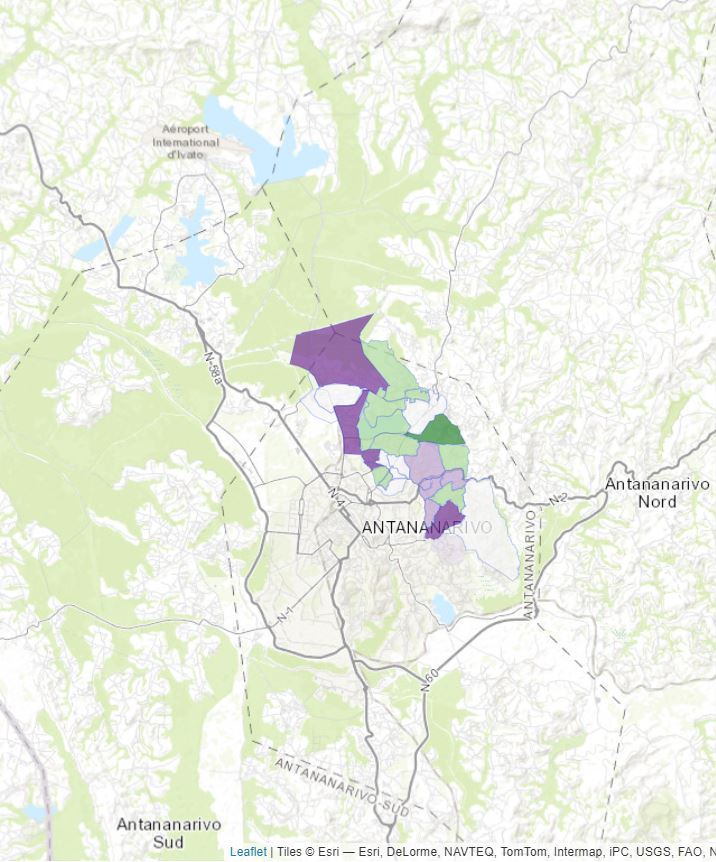 Aéroport
International
d'Ivato
N-58a
N-4
N-2
Antananarivo
Nord
ANTANANARIVO
ANTANANARIVO
N-1
N-60
ANTANANARIVO-SUD
Antananarivo
Sud
Leaflet | Tiles © Esri — Esri, DeLorme, NAVTEQ, TomTom, Intermap, iPC, USGS, FAO, N